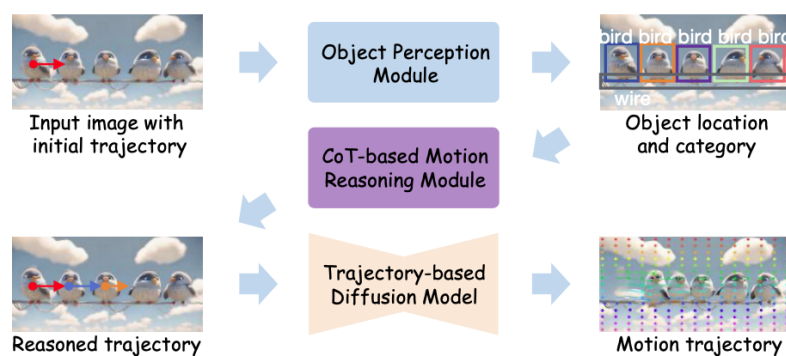 bird bird bird bird bird
wire
Input image with
initial trajectory
Object Perception
Module
Object location
and category
CoT-based Motion
Reasoning Module
Reasoned trajectory
Trajectory-based
Diffusion Model
Motion trajectory